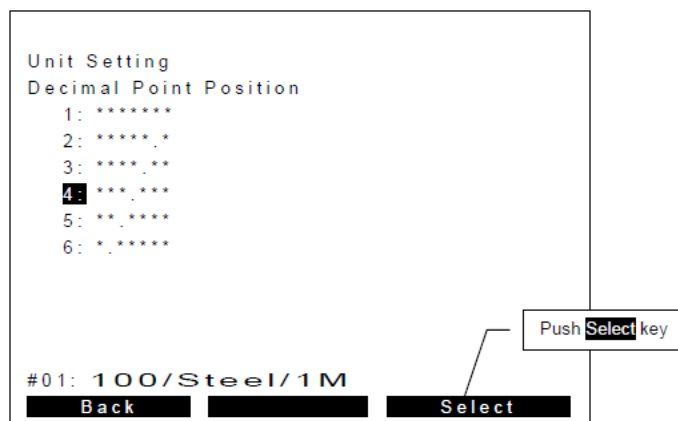 Unit Setting
Decimal Point Position
1: *******
2: *****.*
3: ****.**
4: ***.***
5: **.****
6: *.*****
Push Select key
#01: 100/Steel/1M
Back Select